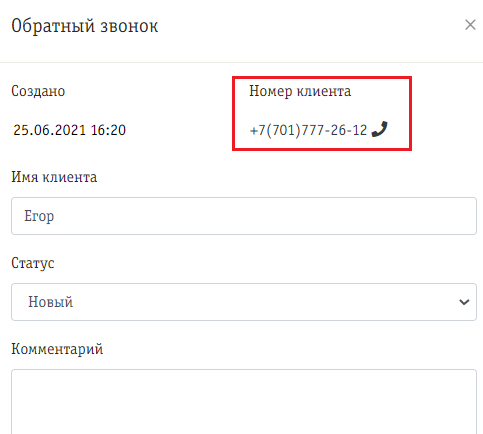 Обратный звонок
Создано
Номер клиента
25.06.2021 16:20
+7(701)777-26-12
Имя клиента
Егор
Статус
Новый
Комментарий